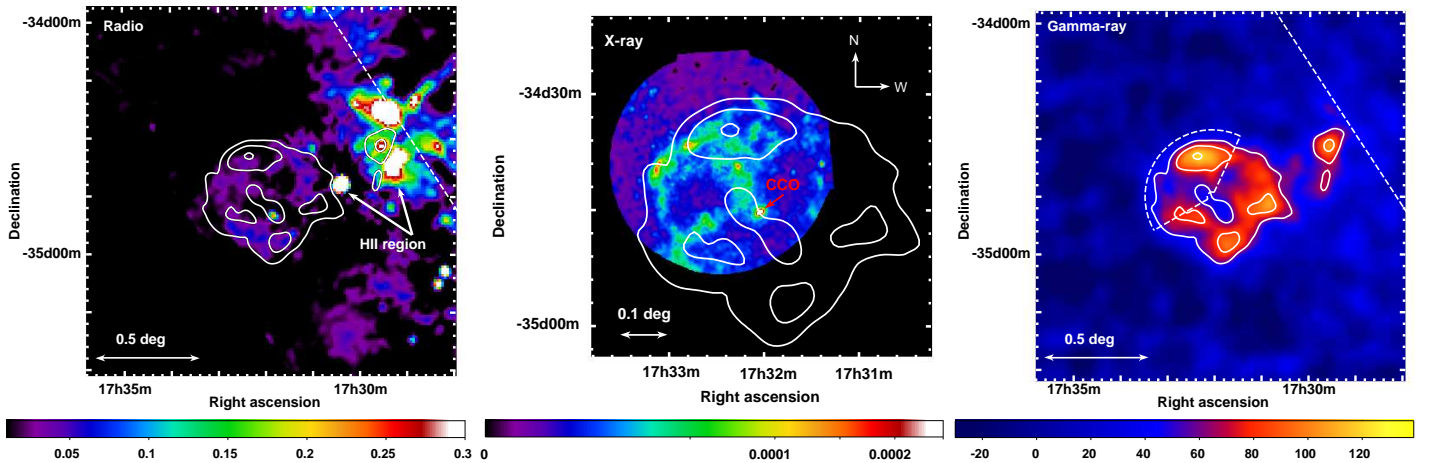 Radio
-34d00m
-35d00m
Declination
HII region
0.5 deg
17h35m
17h30m
Right ascension
0.05
0.1
0.15
0.2
0.25
0.3
X-ray
N
W
-34d30m
-35d00m
Declination
CCO
0.1 deg
17h33m
17h32m
17h31m
Right ascension
0
0.0001
0.0002
Gamma-ray
-34d00m
-35d00m
Declination
0.5 deg
17h35m
17h30m
Right ascension
-20
0
20
40
60
80
100
120